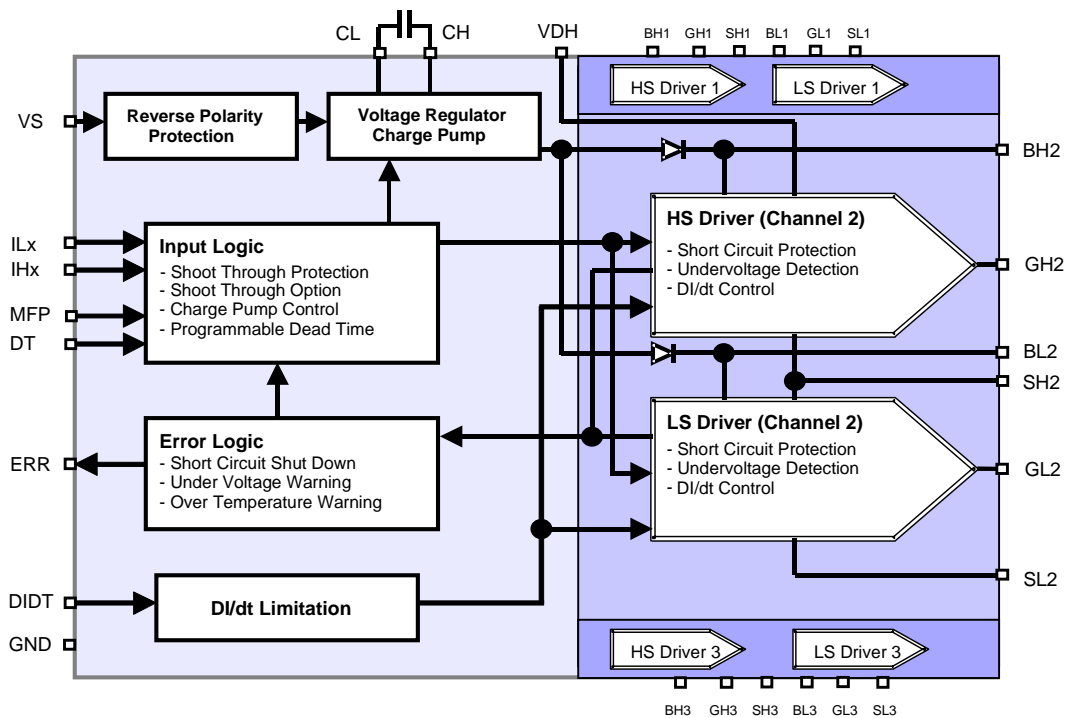 CL
CH
VDH
BH1
GH1
SH1
BL1
GL1
SL1
HS Driver 1
LS Driver 1
VS
Reverse Polarity
Protection
Voltage Regulator
Charge Pump
BH2
HS Driver (Channel 2)
- Short Circuit Protection
- Undervoltage Detection
- DI/dt Control
GH2
ILx
IHx
MFP
DT
Input Logic
- Shoot Through Protection
- Shoot Through Option
- Charge Pump Control
- Programmable Dead Time
BL2
SH2
LS Driver (Channel 2)
- Short Circuit Protection
- Undervoltage Detection
- DI/dt Control
GL2
ERR
Error Logic
- Short Circuit Shut Down
- Under Voltage Warning
- Over Temperature Warning
SL2
DIDT
DI/dt Limitation
GND
HS Driver 3
LS Driver 3
BH3
GH3
SH3
BL3
GL3
SL3